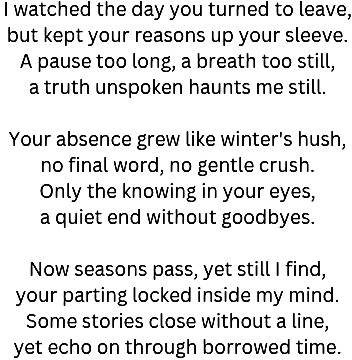 I watched the day you turned to leave,
but kept your reasons up your sleeve.
A pause too long, a breath too still,
a truth unspoken haunts me still.

Your absence grew like winter's hush,
no final word, no gentle crush.
Only the knowing in your eyes,
a quiet end without goodbyes.

Now seasons pass, yet still I find,
your parting locked inside my mind.
Some stories close without a line,
yet echo on through borrowed time.